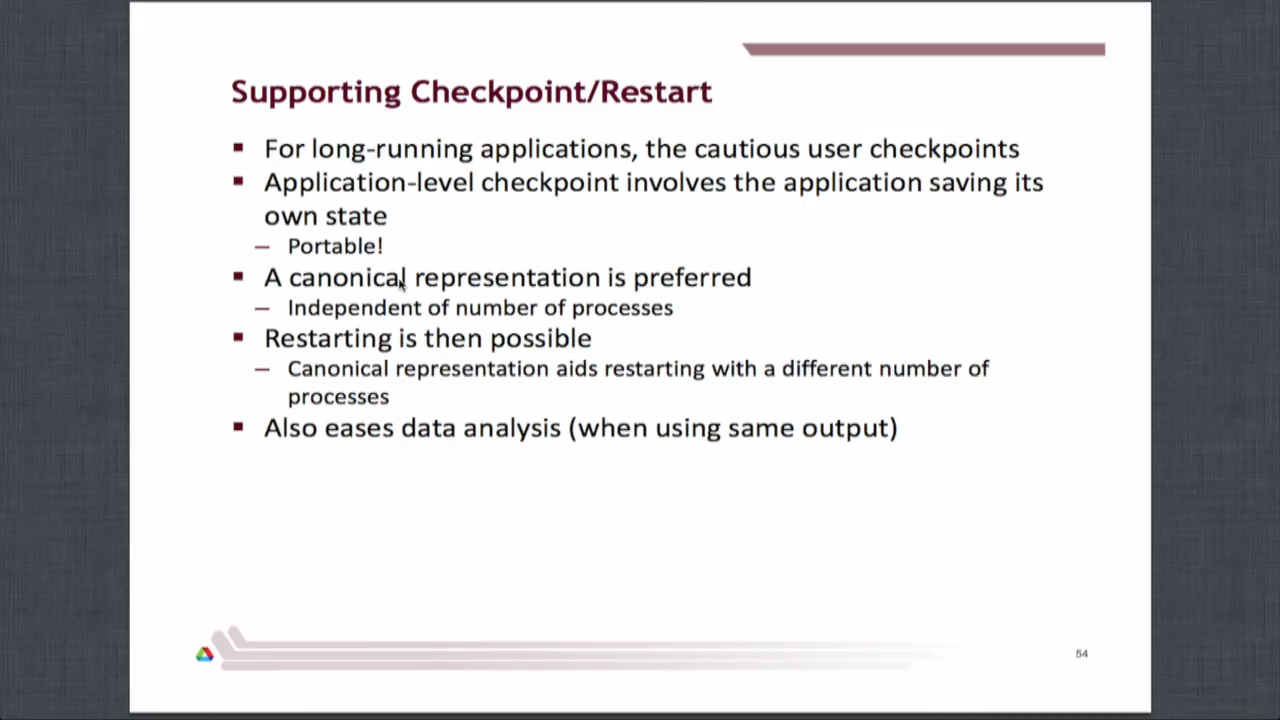 Supporting Checkpoint/Restart
▪ For long-running applications, the cautious user checkpoints
▪ Application-level checkpoint involves the application saving its
own state
– Portable!
▪ A canonical representation is preferred
– Independent of number of processes
▪ Restarting is then possible
– Canonical representation aids restarting with a different number of
processes
▪ Also eases data analysis (when using same output)
54